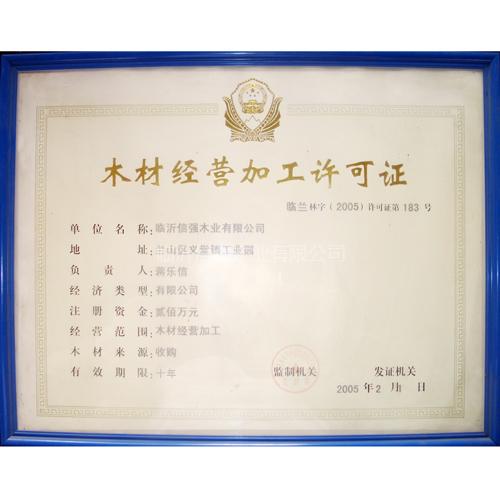 木材经营加工许可证
临兰林字（2005）许可证第183号
单位名称：临沂信强木业有限公司
地址：兰山区义堂镇工业园
负责人：蒋乐信
经济类型：有限公司
注册资金：贰佰万元
经营范围：木材经营加工
木材来源：收购
有效期限：十年
监制机关 发证机关
2005年2月 日